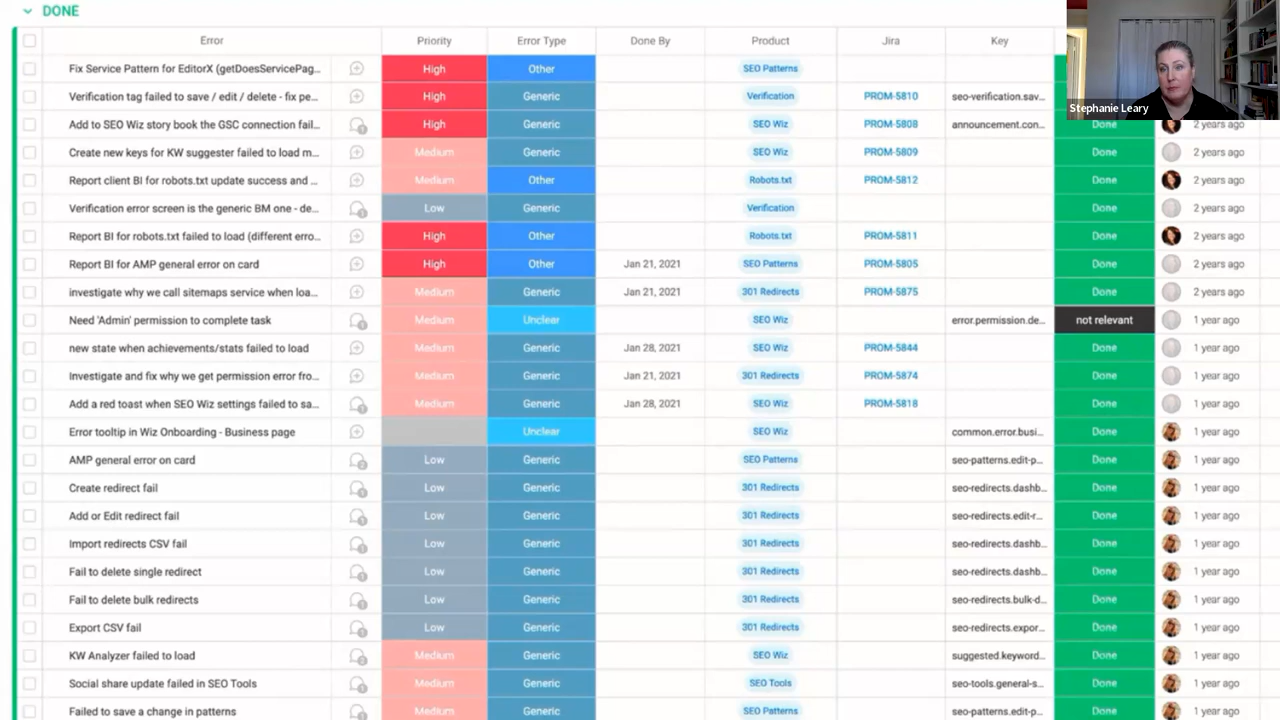 DONE
Error Priority Error Type Done By Product Jira Key
Fix Service Pattern for EditorX (getDoesServicePag... High Other SEO Patterns
Verification tag failed to save / edit / delete - fix pe... High Generic Verification PROM-5810 seo-verification.sav...
Stephanie Leary
Add to SEO Wiz story book the GSC connection fail... 1 High Generic SEO Wiz PROM-5808 announcement.con... Done 2 years ago
Create new keys for KW suggester failed to load m... Medium Generic SEO Wiz PROM-5809 Done 2 years ago
Report client BI for robots.txt update success and ... Medium Other Robots.txt PROM-5812 Done 2 years ago
Verification error screen is the generic BM one - de... 1 Low Generic Verification Done 2 years ago
Report BI for robots.txt failed to load (different erro... High Other Robots.txt PROM-5811 Done 2 years ago
Report BI for AMP general error on card High Other Jan 21, 2021 SEO Patterns PROM-5805 Done 2 years ago
investigate why we call sitemaps service when loa... Medium Generic Jan 21, 2021 301 Redirects PROM-5875 Done 2 years ago
Need 'Admin' permission to complete task 1 Medium Unclear SEO Wiz error.permission.de... not relevant 1 year ago
new state when achievements/stats failed to load Medium Generic Jan 28, 2021 SEO Wiz PROM-5844 Done 1 year ago
Investigate and fix why we get permission error fro... Medium Generic Jan 21, 2021 301 Redirects PROM-5874 Done 1 year ago
Add a red toast when SEO Wiz settings failed to sa... 1 Medium Generic Jan 28, 2021 SEO Wiz PROM-5818 Done 1 year ago
Error tooltip in Wiz Onboarding - Business page Unclear SEO Wiz common.error.busi... Done 1 year ago
AMP general error on card 2 Low Generic SEO Patterns seo-patterns.edit-p... Done 1 year ago
Create redirect fail 1 Low Generic 301 Redirects seo-redirects.dashb... Done 1 year ago
Add or Edit redirect fail 1 Low Generic 301 Redirects seo-redirects.edit-r... Done 1 year ago
Import redirects CSV fail 1 Low Generic 301 Redirects seo-redirects.dashb... Done 1 year ago
Fail to delete single redirect 1 Low Generic 301 Redirects seo-redirects.dashb... Done 1 year ago
Fail to delete bulk redirects 1 Low Generic 301 Redirects seo-redirects.bulk-d... Done 1 year ago
Export CSV fail 1 Low Generic 301 Redirects seo-redirects.expor... Done 1 year ago
KW Analyzer failed to load 2 Medium Generic SEO Wiz suggested.keyword... Done 1 year ago
Social share update failed in SEO Tools 1 Medium Generic SEO Tools seo-tools.general-s... Done 1 year ago
Failed to save a change in patterns 1 Medium Generic SEO Patterns seo-patterns.edit-p... Done 1 year ago